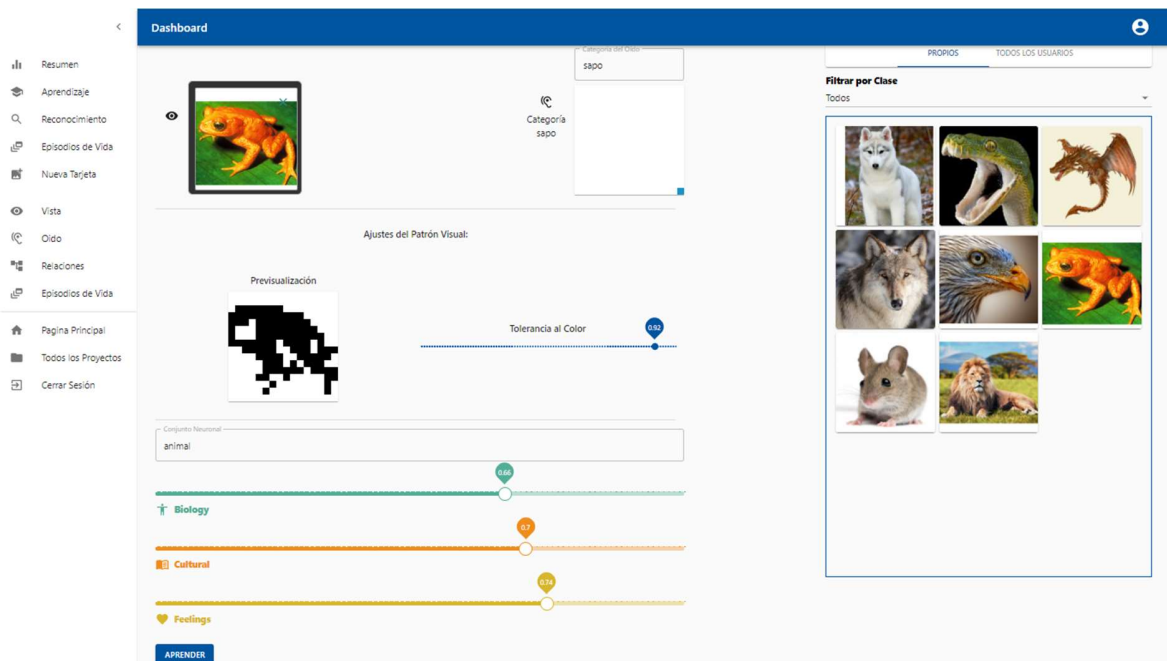 Dashboard
Resumen
Aprendizaje
Reconocimiento
Episodios de Vida
Nueva Tarjeta
Vista
Oido
Relaciones
Episodios de Vida
Pagina Principal
Todos los Proyectos
Cerrar Sesión
Categoría del Oído
sapo
Categoría
sapo
Ajustes del Patrón Visual:
Previsualización
Tolerancia al Color
0.92
Conjunto Neuronal
animal
0.66
Biology
0.7
Cultural
0.74
Feelings
APRENDER
PROPIOS
TODOS LOS USUARIOS
Filtrar por Clase
Todos